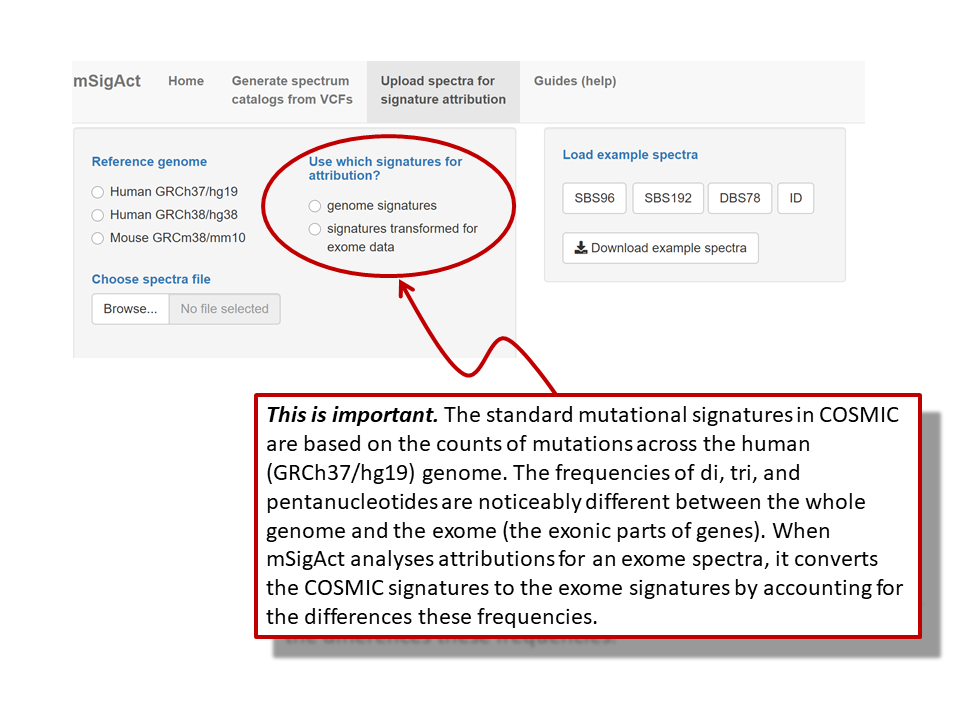 mSigAct
Home
Generate spectrum
catalogs from VCFs
Upload spectra for
signature attribution
Guides (help)
Reference genome
Human GRCh37/hg19
Human GRCh38/hg38
Mouse GRCm38/mm10
Choose spectra file
Browse... No file selected
Use which signatures for
attribution?
genome signatures
signatures transformed for
exome data
Load example spectra
SBS96 SBS192 DBS78 ID
Download example spectra
This is important. The standard mutational signatures in COSMIC
are based on the counts of mutations across the human
(GRCh37/hg19) genome. The frequencies of di, tri, and
pentanucleotides are noticeably different between the whole
genome and the exome (the exonic parts of genes). When
mSigAct analyses attributions for an exome spectra, it converts
the COSMIC signatures to the exome signatures by accounting for
the differences these frequencies.